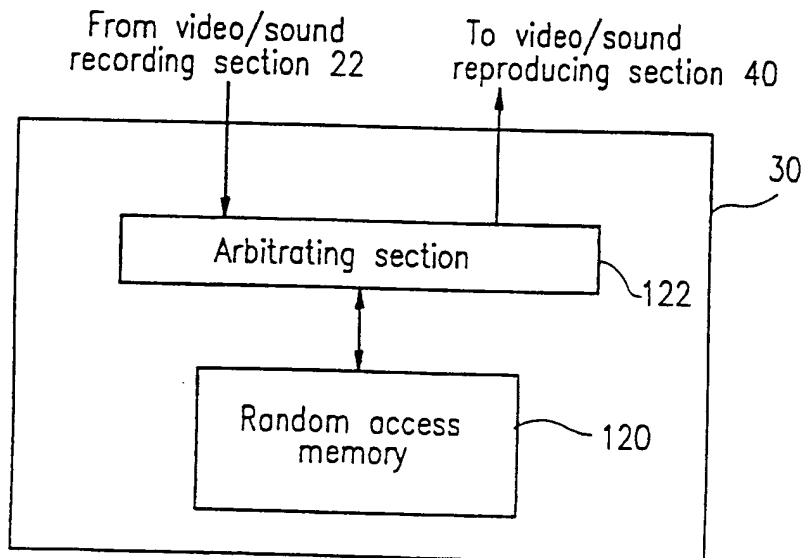 From video/sound
recording section 22
To video/sound
reproducing section 40
30
Arbitrating section
122
Random access
memory
120